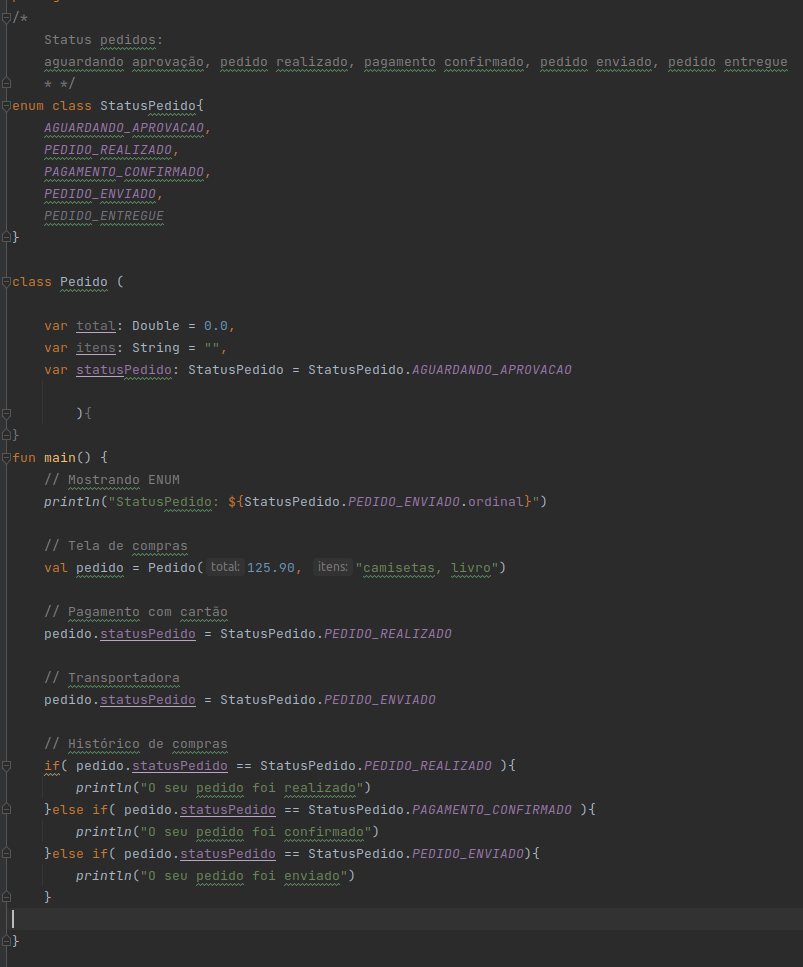 /*
Status pedidos:
aguardando aprovação, pedido realizado, pagamento confirmado, pedido enviado, pedido entregue
* */
enum class StatusPedido{
AGUARDANDO_APROVACAO,
PEDIDO_REALIZADO,
PAGAMENTO_CONFIRMADO,
PEDIDO_ENVIADO,
PEDIDO_ENTREGUE
}
class Pedido (
var total: Double = 0.0,
var itens: String = "",
var statusPedido: StatusPedido = StatusPedido.AGUARDANDO_APROVACAO
){
}
fun main() {
// Mostrando ENUM
println("StatusPedido: ${StatusPedido.PEDIDO_ENVIADO.ordinal}")
// Tela de compras
val pedido = Pedido( total: 125.90, itens: "camisetas, livro")
// Pagamento com cartão
pedido.statusPedido = StatusPedido.PEDIDO_REALIZADO
// Transportadora
pedido.statusPedido = StatusPedido.PEDIDO_ENVIADO
// Histórico de compras
if( pedido.statusPedido == StatusPedido.PEDIDO_REALIZADO ){
println("O seu pedido foi realizado")
}else if( pedido.statusPedido == StatusPedido.PAGAMENTO_CONFIRMADO ){
println("O seu pedido foi confirmado")
}else if( pedido.statusPedido == StatusPedido.PEDIDO_ENVIADO){
println("O seu pedido foi enviado")
}
}